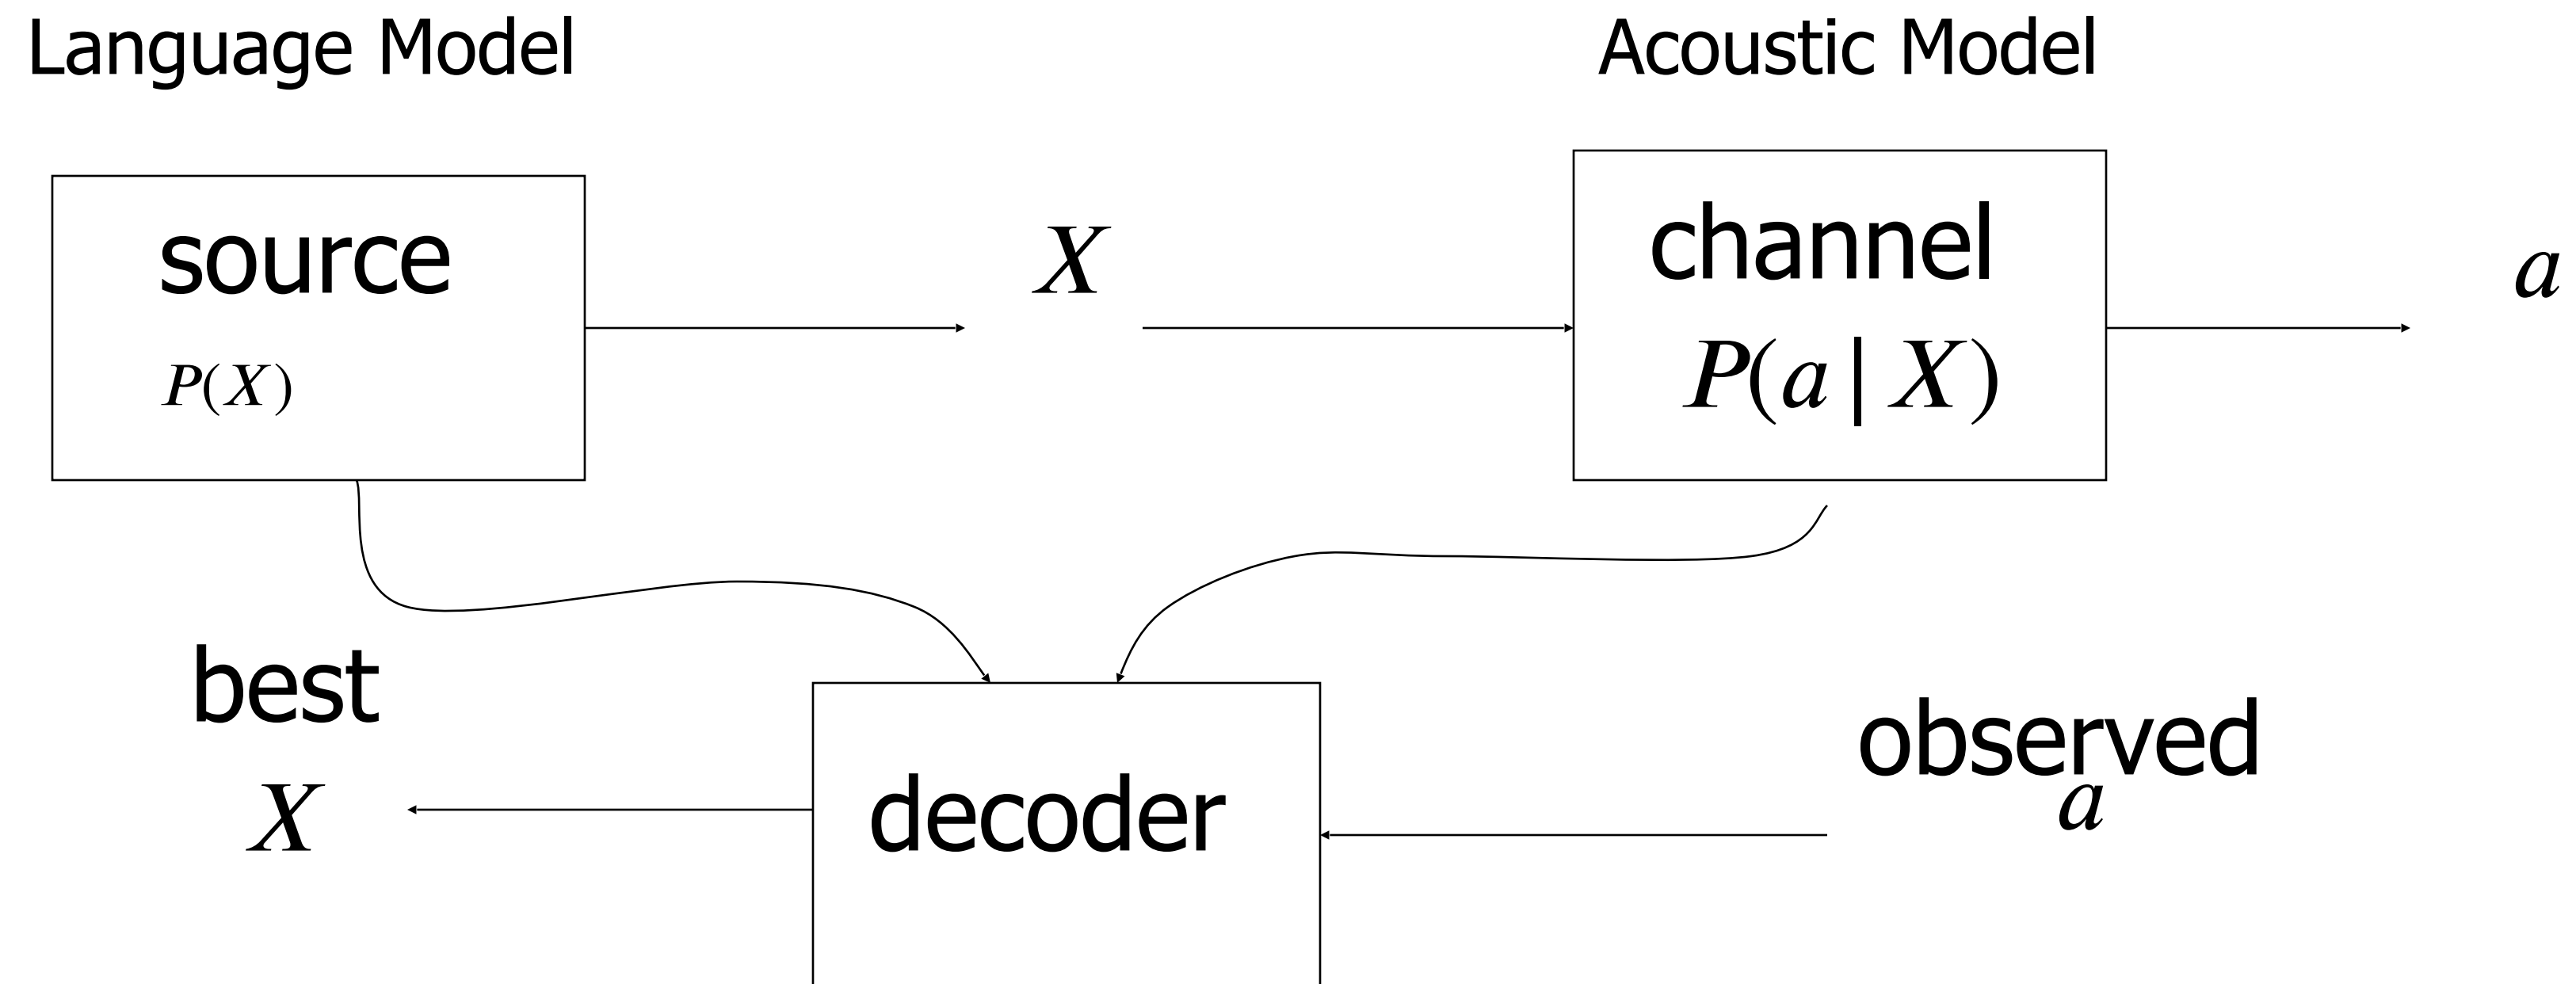 Language Model
Acoustic Model
source
P(X)
X
channel
P(a | X)
a
best
X
decoder
observed
a